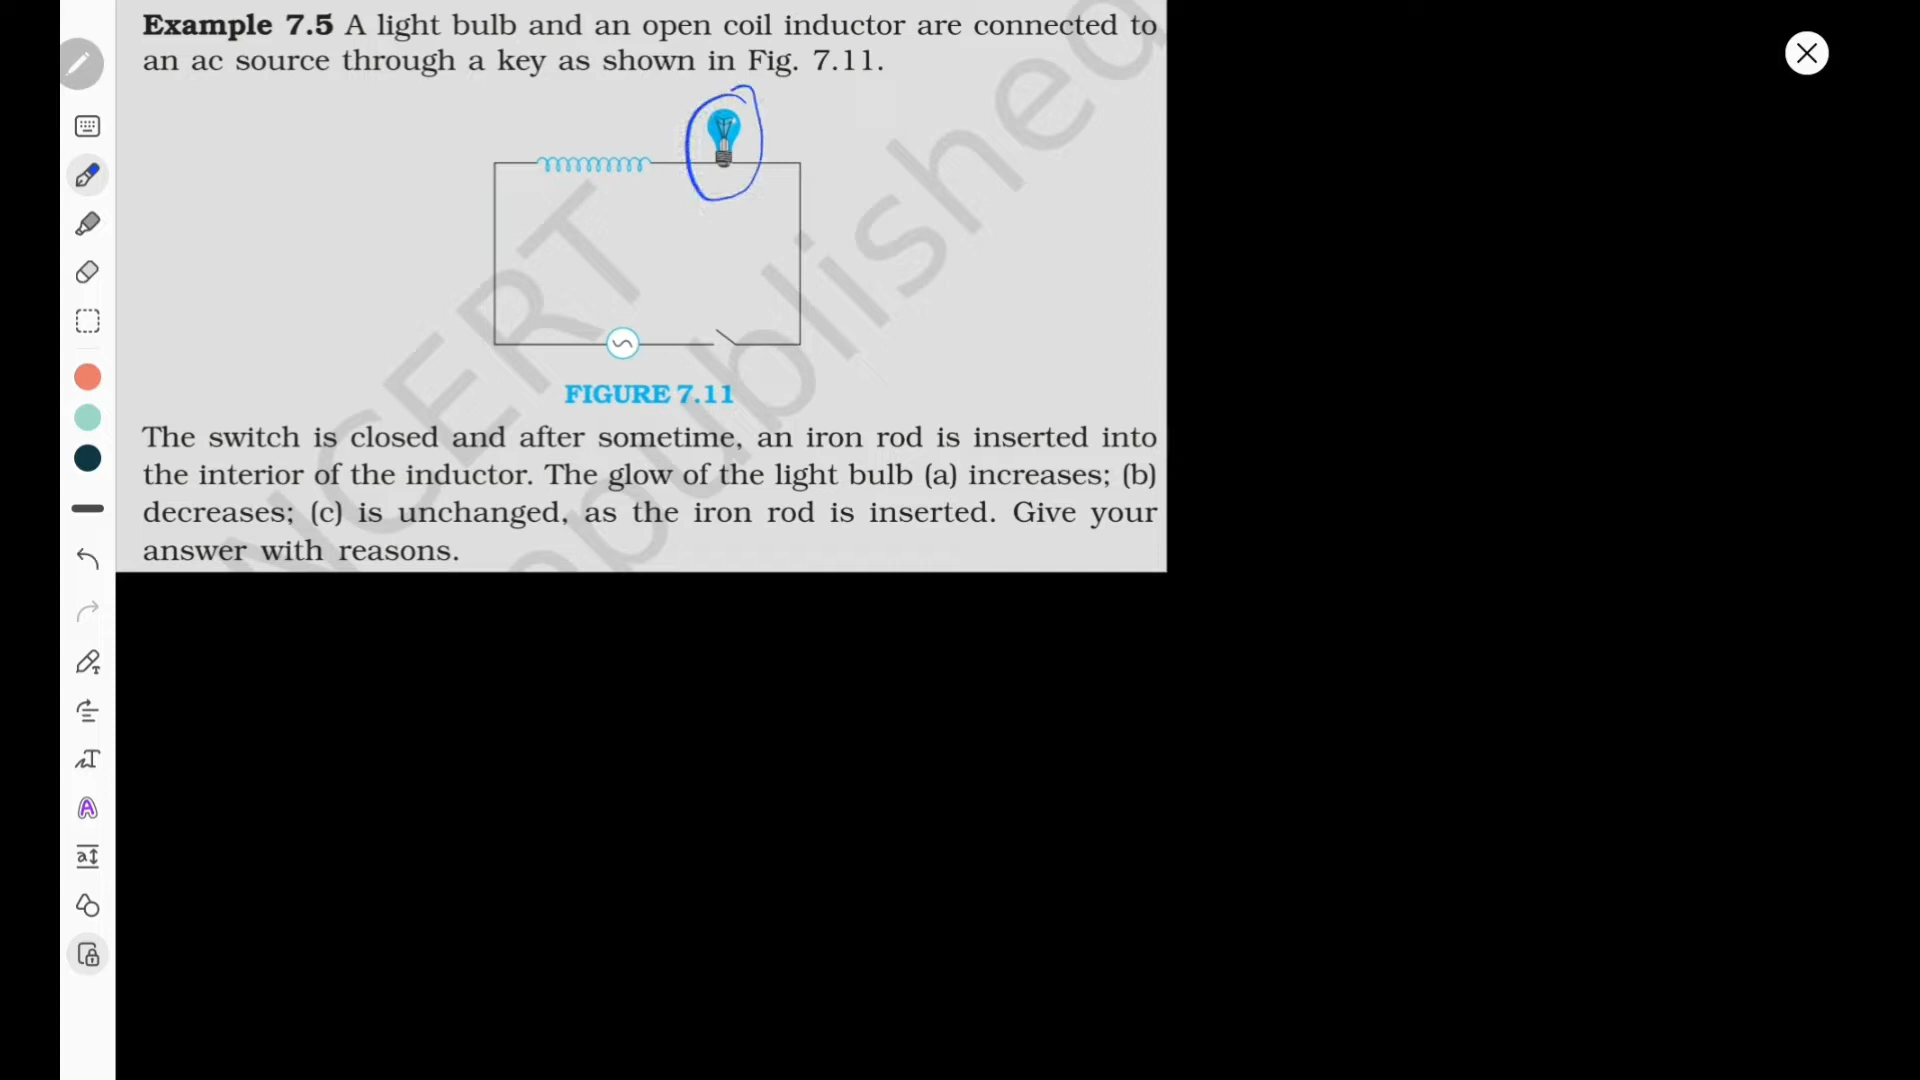 Example 7.5 A light bulb and an open coil inductor are connected to
an ac source through a key as shown in Fig. 7.11.
FIGURE 7.11
The switch is closed and after sometime, an iron rod is inserted into
the interior of the inductor. The glow of the light bulb (a) increases; (b)
decreases; (c) is unchanged, as the iron rod is inserted. Give your
answer with reasons.
NCERT
republished